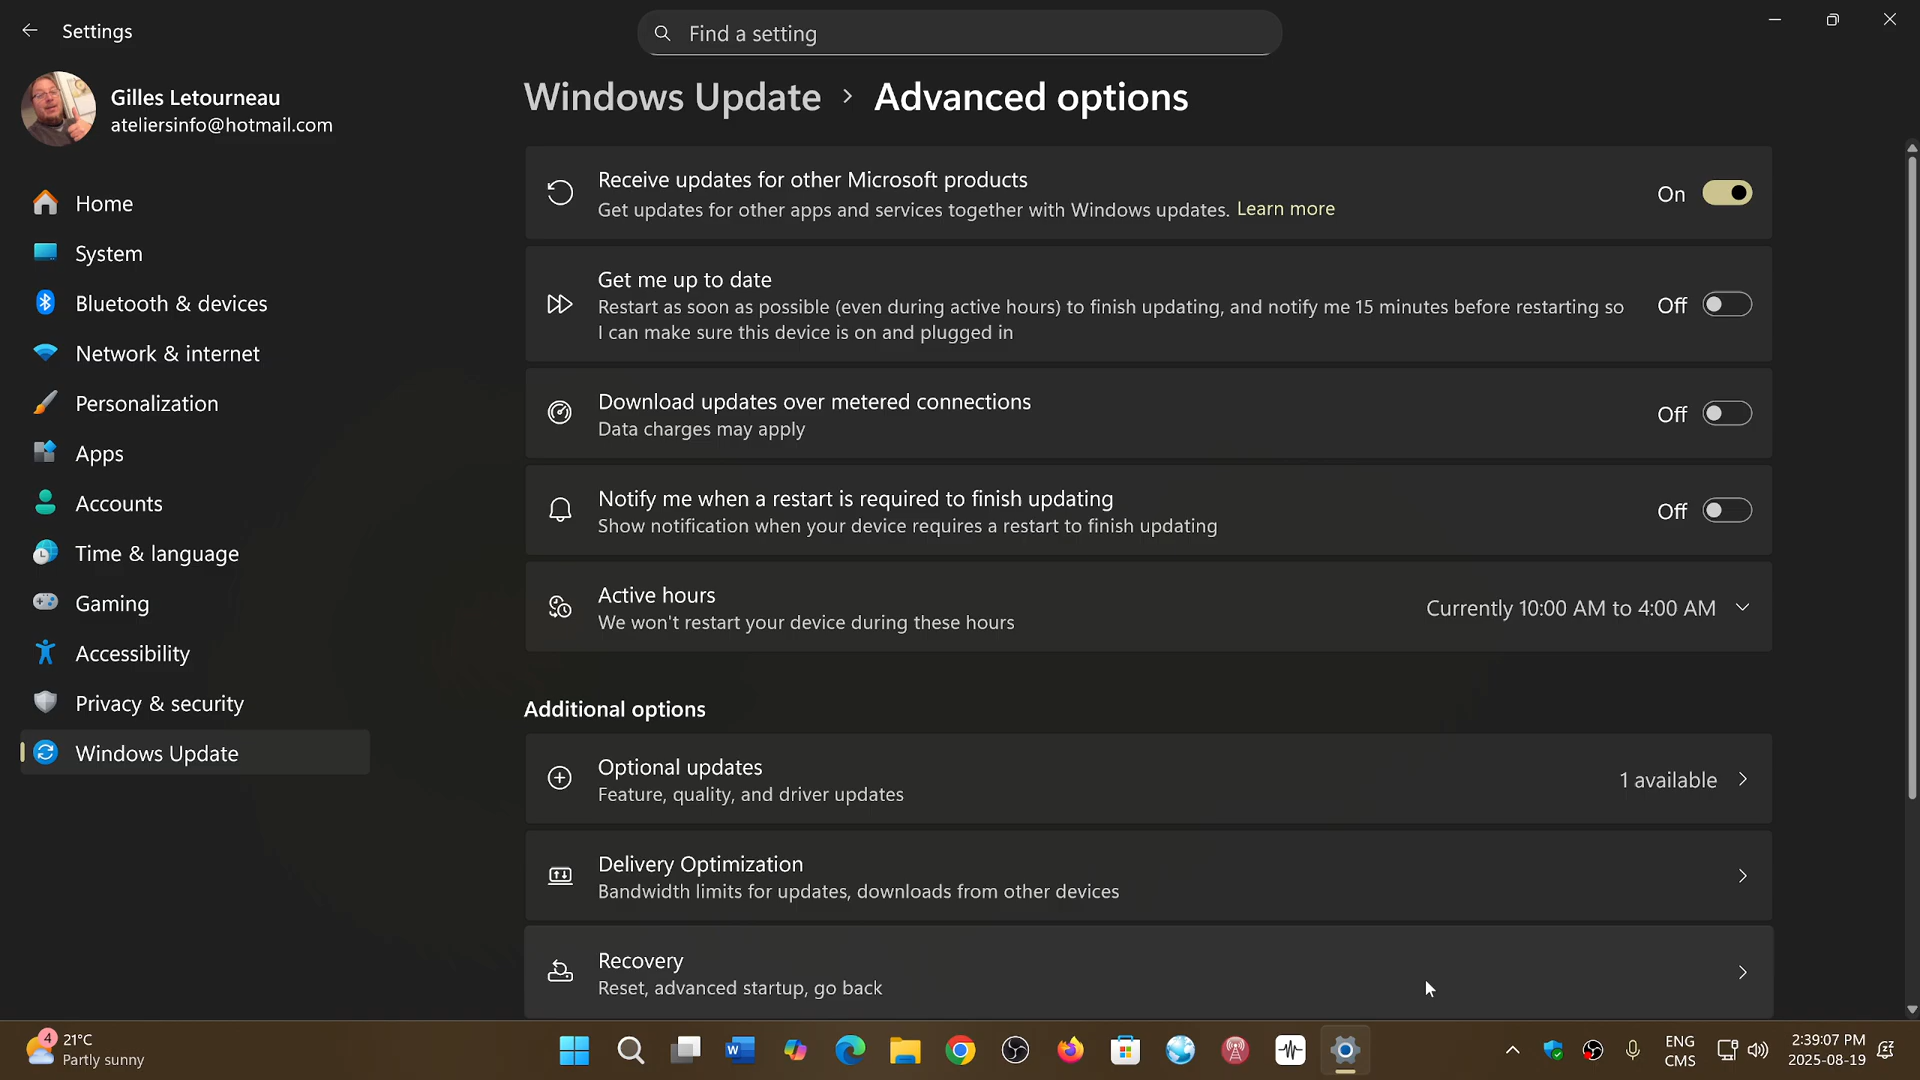 Settings
Find a setting
Gilles Letourneau
ateliersinfo@hotmail.com
Home
System
Bluetooth & devices
Network & internet
Personalization
Apps
Accounts
Time & language
Gaming
Accessibility
Privacy & security
Windows Update
Windows Update > Advanced options
Receive updates for other Microsoft products
Get updates for other apps and services together with Windows updates. Learn more
On
Get me up to date
Restart as soon as possible (even during active hours) to finish updating, and notify me 15 minutes before restarting so
I can make sure this device is on and plugged in
Off
Download updates over metered connections
Data charges may apply
Off
Notify me when a restart is required to finish updating
Show notification when your device requires a restart to finish updating
Off
Active hours
We won't restart your device during these hours
Currently 10:00 AM to 4:00 AM
Additional options
Optional updates
Feature, quality, and driver updates
1 available
Delivery Optimization
Bandwidth limits for updates, downloads from other devices
Recovery
Reset, advanced startup, go back
4
21°C
Partly sunny
W
ENG
CMS
2:39:07 PM
2025-08-19